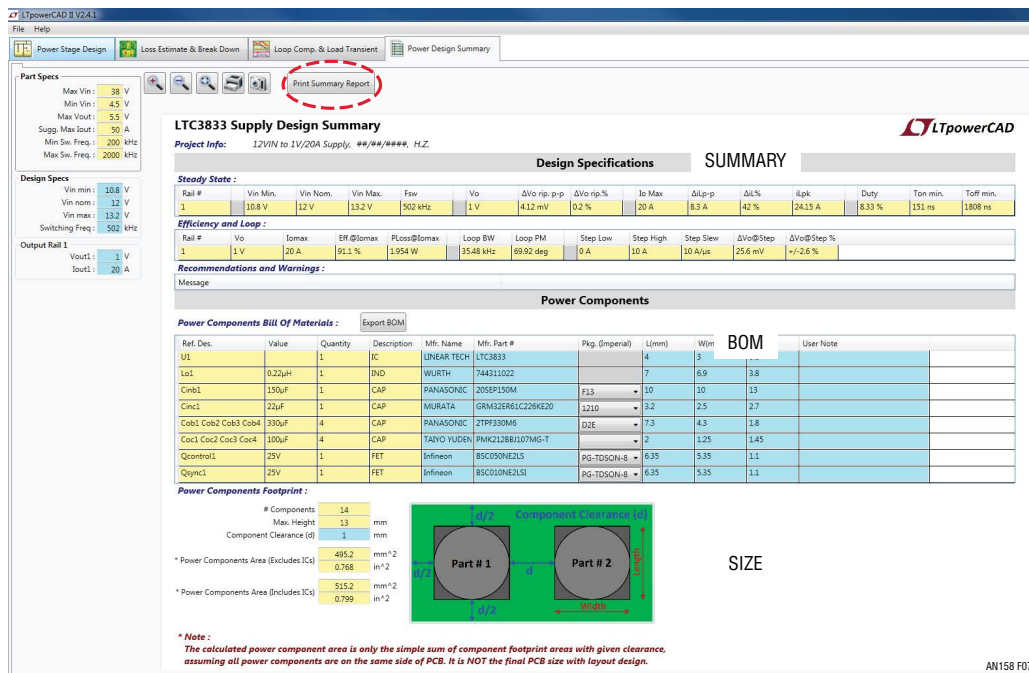 LTpowerCAD II V2.4.1
File Help
Power Stage Design Loss Estimate & Break Down Loop Comp. & Load Transient Power Design Summary
Part Specs
Max Vin : 38 V
Min Vin : 4.5 V
Max Vout : 5.5 V
Sugg. Max Iout : 50 A
Min Sw. Freq. : 200 kHz
Max Sw. Freq. : 2000 kHz
Design Specs
Vin min : 10.8 V
Vin nom : 12 V
Vin max : 13.2 V
Switching Freq : 502 kHz
Output Rail 1
Vout1 : 1 V
Iout1 : 20 A
Print Summary Report
LTC3833 Supply Design Summary
LTpowerCAD
Project Info: 12VIN to 1V/20A Supply, ##/##/####, H.Z.
Design Specifications SUMMARY
Steady State :
Rail # Vin Min. Vin Nom. Vin Max. Fsw Vo ΔVo rip. p-p ΔVo rip.% Io Max ΔiLp-p ΔiL% iLpk Duty Ton min. Toff min.
1 10.8 V 12 V 13.2 V 502 kHz 1 V 4.12 mV 0.2 % 20 A 8.3 A 42 % 24.15 A 8.33 % 151 ns 1808 ns
Efficiency and Loop :
Rail # Vo Iomax Eff.@Iomax PLoss@Iomax Loop BW Loop PM Step Low Step High Step Slew ΔVo@Step ΔVo@Step %
1 1 V 20 A 91.1 % 1.954 W 35.48 kHz 69.92 deg 0 A 10 A 10 A/µs 25.6 mV +/-2.6 %
Recommendations and Warnings :
Message
Power Components
Power Components Bill Of Materials : Export BOM
Ref. Des. Value Quantity Description Mfr. Name Mfr. Part # Pkg. (Imperial) L(mm) W(m BOM User Note
U1 1 IC LINEAR TECH LTC3833 4 3
Lo1 0.22µH 1 IND WURTH 744311022 7 6.9 3.8
Cinb1 150µF 1 CAP PANASONIC 20SEP150M F13 10 10 13
Cinc1 22µF 1 CAP MURATA GRM32ER61C226KE20 1210 3.2 2.5 2.7
Cob1 Cob2 Cob3 Cob4 330µF 4 CAP PANASONIC 2TPF330M6 D2E 7.3 4.3 1.8
Coc1 Coc2 Coc3 Coc4 100µF 4 CAP TAIYO YUDEN PMK212BBJ107MG-T 2 1.25 1.45
Qcontrol1 25V 1 FET Infineon BSC050NE2LS PG-TDSON-8 6.35 5.35 1.1
Qsync1 25V 1 FET Infineon BSC010NE2LSI PG-TDSON-8 6.35 5.35 1.1
Power Components Footprint :
# Components 14
Max. Height 13 mm
Component Clearance (d) 1 mm
* Power Components Area (Excludes ICs) 495.2 mm^2
0.768 in^2
* Power Components Area (Includes ICs) 515.2 mm^2
0.799 in^2
d/2 Component Clearance (d)
Part # 1 Part # 2
d/2 d Length
d/2 Width
SIZE
* Note :
The calculated power component area is only the simple sum of component footprint areas with given clearance,
assuming all power components are on the same side of PCB. It is NOT the final PCB size with layout design.
AN158 F07